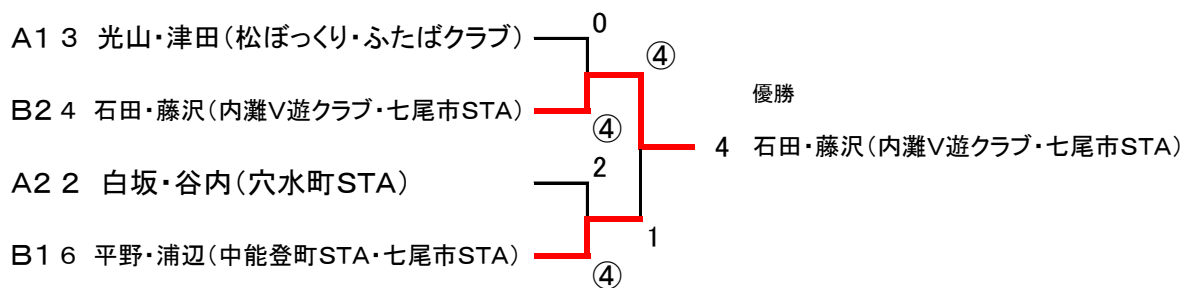 0
A1 3 光山・津田(松ぼっくり・ふたばクラブ)
④
優勝
B2 4 石田・藤沢(内灘V遊クラブ・七尾市STA)
④
4 石田・藤沢(内灘V遊クラブ・七尾市STA)
2
A2 2 白坂・谷内(穴水町STA)
1
B1 6 平野・浦辺(中能登町STA・七尾市STA)
④